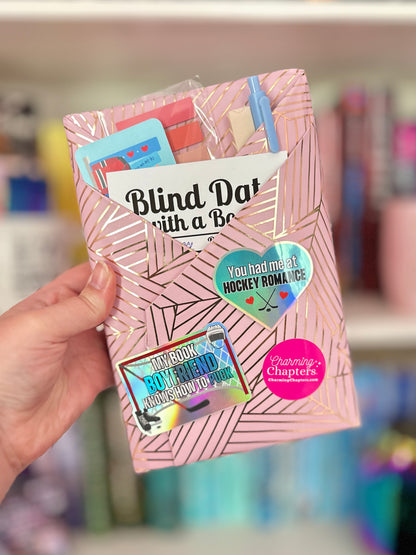 Blind Dat
with a Bo
You had me at
HOCKEY ROMANCE
MY BOOK
BOYFRIEND
KNOWS HOW TO PUCK
Charming
Chapters
CharmingChapters.com